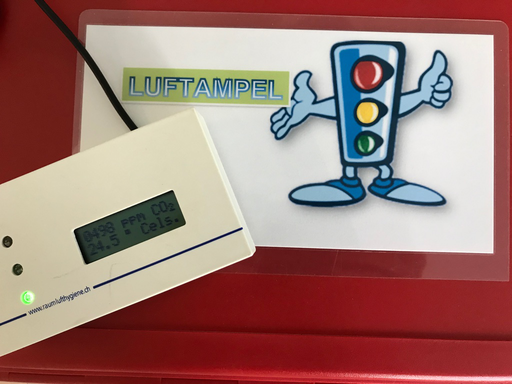 LUFTAMPEL
0498 ppm CO₂
24.5 ° Cels.
www.raumlufthygiene.ch